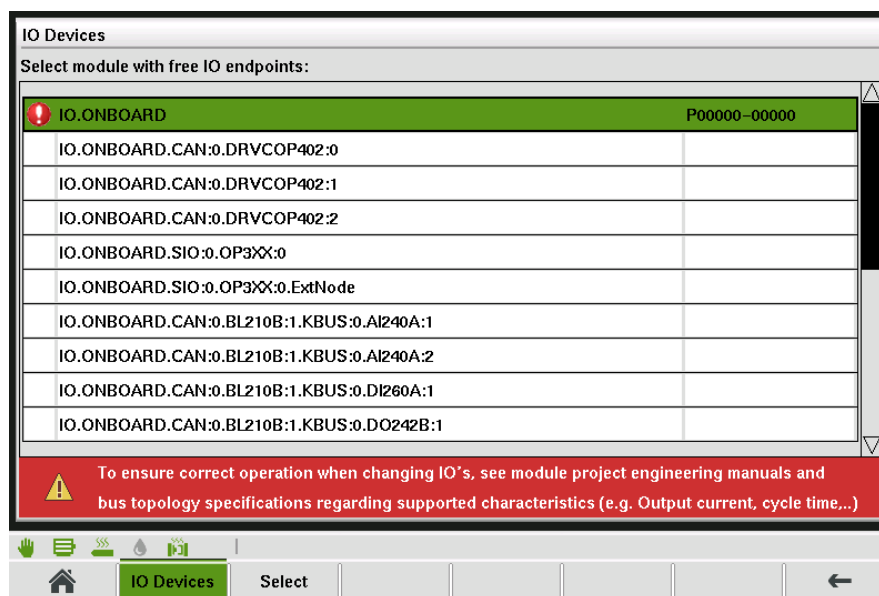 IO Devices
Select module with free IO endpoints:
IO.ONBOARD P00000-00000
IO.ONBOARD.CAN:0.DRVCOP402:0
IO.ONBOARD.CAN:0.DRVCOP402:1
IO.ONBOARD.CAN:0.DRVCOP402:2
IO.ONBOARD.SIO:0.OP3XX:0
IO.ONBOARD.SIO:0.OP3XX:0.ExtNode
IO.ONBOARD.CAN:0.BL210B:1.KBUS:0.AI240A:1
IO.ONBOARD.CAN:0.BL210B:1.KBUS:0.AI240A:2
IO.ONBOARD.CAN:0.BL210B:1.KBUS:0.DI260A:1
IO.ONBOARD.CAN:0.BL210B:1.KBUS:0.DO242B:1
To ensure correct operation when changing IO's, see module project engineering manuals and
bus topology specifications regarding supported characteristics (e.g. Output current, cycle time,..)
IO Devices Select